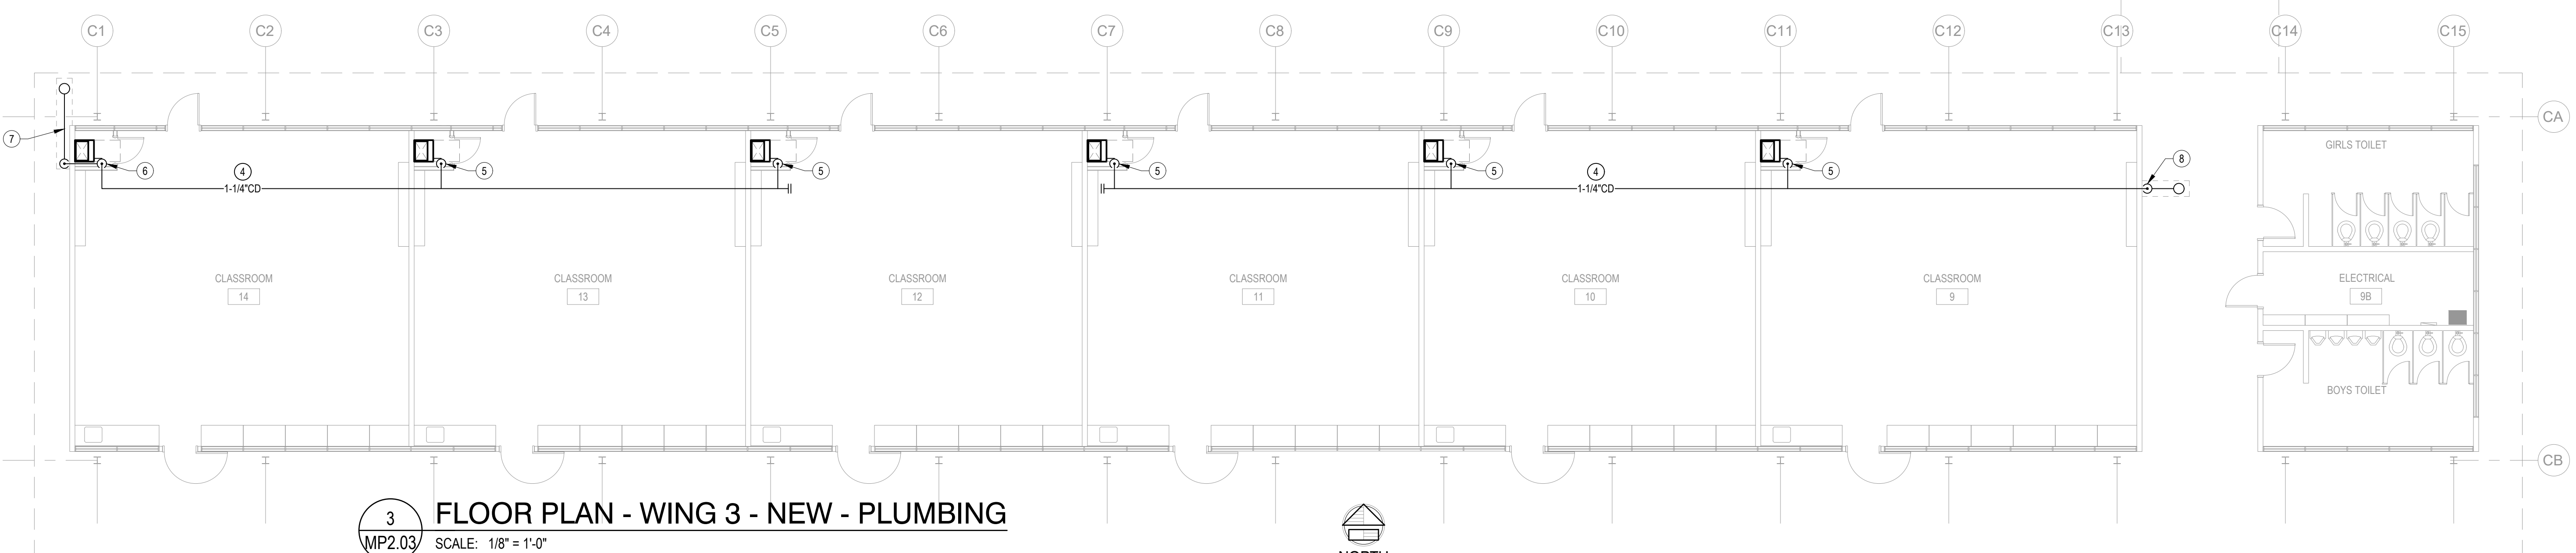 C1 C2 C3 C4 C5 C6 C7 C8 C9 C10 C11 C12 C13 C14 C15
CA
7
6 5 5 5 5 5 8
GIRLS TOILET
4 4
1-1/4"CD 1-1/4"CD
CLASSROOM CLASSROOM CLASSROOM CLASSROOM CLASSROOM CLASSROOM ELECTRICAL
14 13 12 11 10 9 9B
BOYS TOILET
CB
3
MP2.03
FLOOR PLAN - WING 3 - NEW - PLUMBING
SCALE: 1/8" = 1'-0"
NORTH